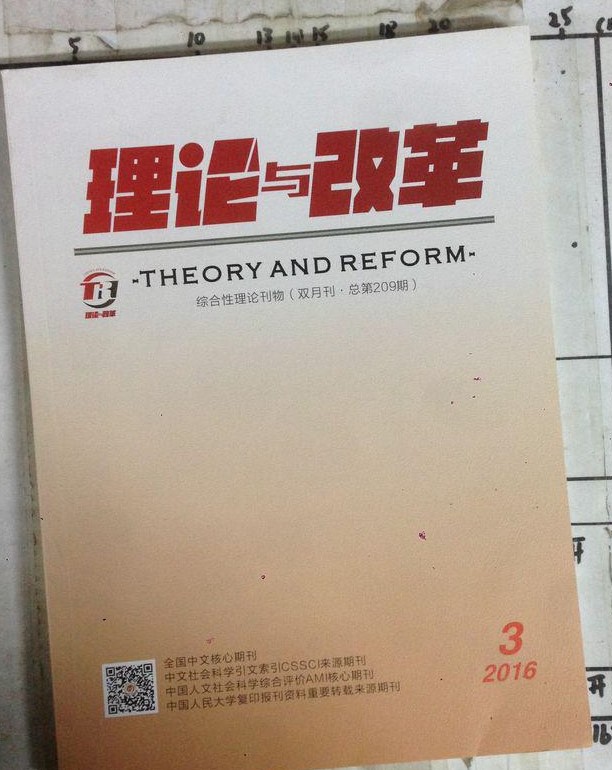 5 10 13 14 15 18 20 25
理论与改革
-THEORY AND REFORM-
TR
理论与改革
综合性理论刊物(双月刊·总第209期)
全国中文核心期刊
中文社会科学引文索引CSSCI来源期刊
中国人文社会科学综合评价AMI核心期刊
中国人民大学复印报刊资料重要转载来源期刊
3
2016
开
开
16